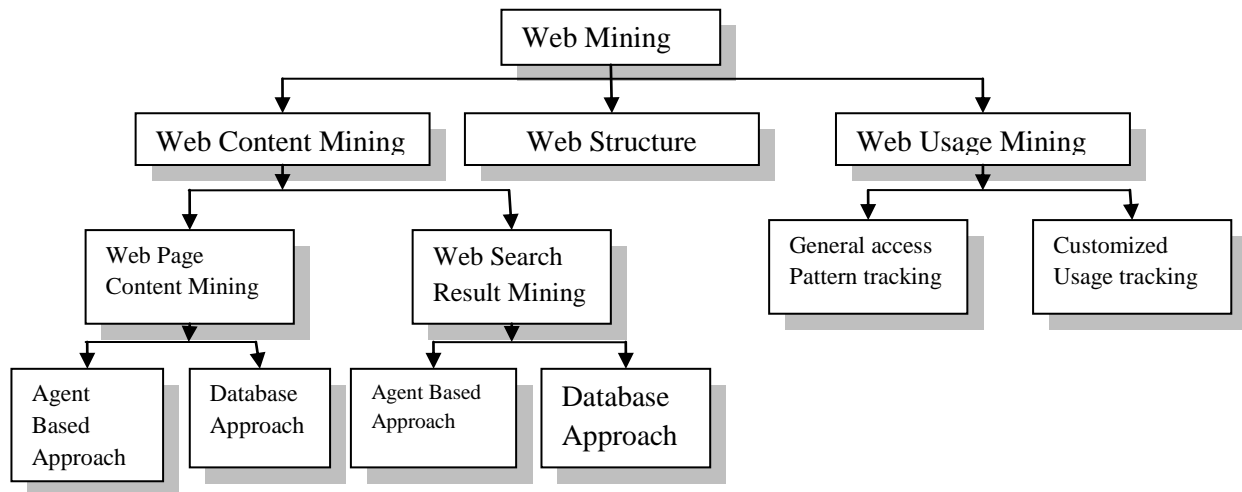 Web Mining
Web Content Mining
Web Structure
Web Usage Mining
Web Page
Content Mining
Web Search
Result Mining
General access
Pattern tracking
Customized
Usage tracking
Agent
Based
Approach
Database
Approach
Agent Based
Approach
Database
Approach